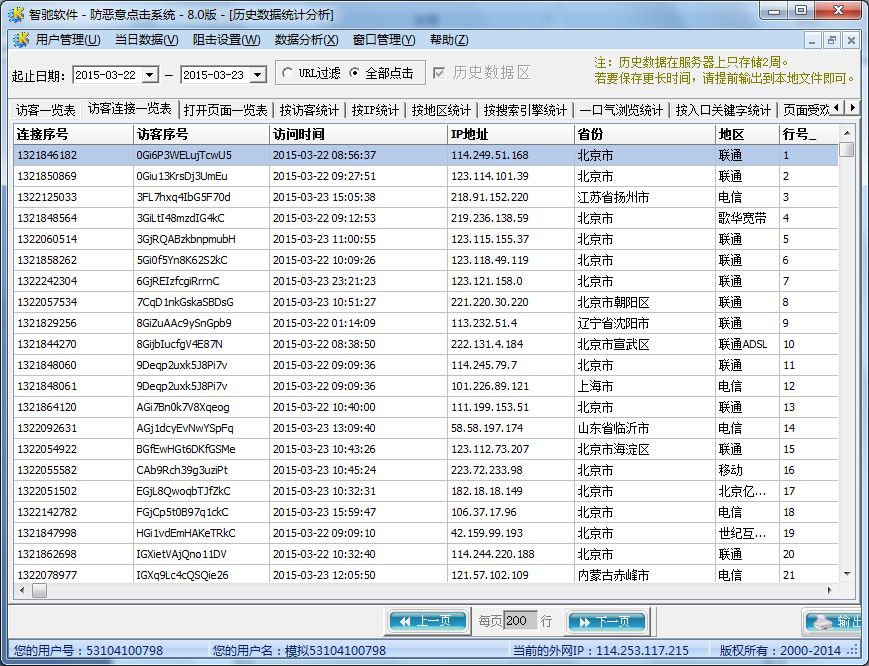 智驰软件 - 防恶意点击系统 - 8.0版 - [历史数据统计分析]
用户管理(U) 当日数据(V) 阻击设置(W) 数据分析(X) 窗口管理(Y) 帮助(Z)
起止日期： 2015-03-22 — 2015-03-23 URL过滤 全部点击 历史数据区
注：历史数据在服务器上只存储2周。
若要保存更长时间，请提前输出到本地文件即可。
访客一览表 访客连接一览表 打开页面一览表 按访客统计 按IP统计 按地区统计 按搜索引擎统计 一口气浏览统计 按入口关键字统计 页面受欢
连接序号 访客序号 访问时间 IP地址 省份 地区 行号_
1321846182 0Gi6P3WELujTcwU5 2015-03-22 08:56:37 114.249.51.168 北京市 联通 1
1321850869 0Giu13KrsDj3UmEu 2015-03-22 09:27:51 123.114.101.39 北京市 联通 2
1322125033 3FL7hxq4IbG5F70d 2015-03-23 15:05:38 218.91.152.220 江苏省扬州市 电信 3
1321848564 3GiLtI48mzdIG4kC 2015-03-22 09:12:53 219.236.138.59 北京市 歌华宽带 4
1322060514 3GjRQABzkbnpmubH 2015-03-23 11:00:55 123.115.155.37 北京市 联通 5
1321858262 5Gi0f5Yn8K62S2kC 2015-03-22 10:09:26 123.118.49.119 北京市 联通 6
1322242304 6GjREIzfcgiRrrnC 2015-03-23 23:21:23 123.121.158.0 北京市 联通 7
1322057534 7CqD1nkGskaSBDsG 2015-03-23 10:51:27 221.220.30.220 北京市朝阳区 联通 8
1321829256 8GiZuAAc9ySnGpb9 2015-03-22 01:14:09 113.232.51.4 辽宁省沈阳市 联通 9
1321844270 8GijbIucfgV4E87N 2015-03-22 08:38:50 222.131.4.184 北京市宣武区 联通ADSL 10
1321848060 9Deqp2uxk5J8Pi7v 2015-03-22 09:09:36 114.245.79.7 北京市 联通 11
1321848061 9Deqp2uxk5J8Pi7v 2015-03-22 09:09:36 101.226.89.121 上海市 电信 12
1321864120 AGi7Bn0k7V8Xqeog 2015-03-22 10:40:00 111.199.153.51 北京市 联通 13
1322092631 AGj1dcyEvNwYSpFq 2015-03-23 13:09:40 58.58.197.174 山东省临沂市 电信 14
1322054922 BGfEwHGt6DKfGSMe 2015-03-23 10:43:26 123.112.73.207 北京市海淀区 联通 15
1322055582 CAb9Rch39g3uziPt 2015-03-23 10:45:24 223.72.233.98 北京市 移动 16
1322051502 EGjL8QwoqbTJfZkC 2015-03-23 10:32:31 182.18.18.149 北京市 北京亿... 17
1322142782 FGjCp5t0B97q1ckC 2015-03-23 15:59:47 106.37.17.96 北京市 电信 18
1321847998 HGi1vdEmHAKeTRkC 2015-03-22 09:09:10 42.159.99.193 北京市 世纪互... 19
1321862698 IGXietVAjQno11DV 2015-03-22 10:32:40 114.244.220.188 北京市 联通 20
1322078977 IGXq9Lc4cQSQie26 2015-03-23 12:05:50 121.57.102.109 内蒙古赤峰市 电信 21
上一页 每页 200 行 下一页 输出
您的用户号：53104100798 您的用户名：模拟53104100798 当前的外网IP：114.253.117.215 版权所有：2000-2014